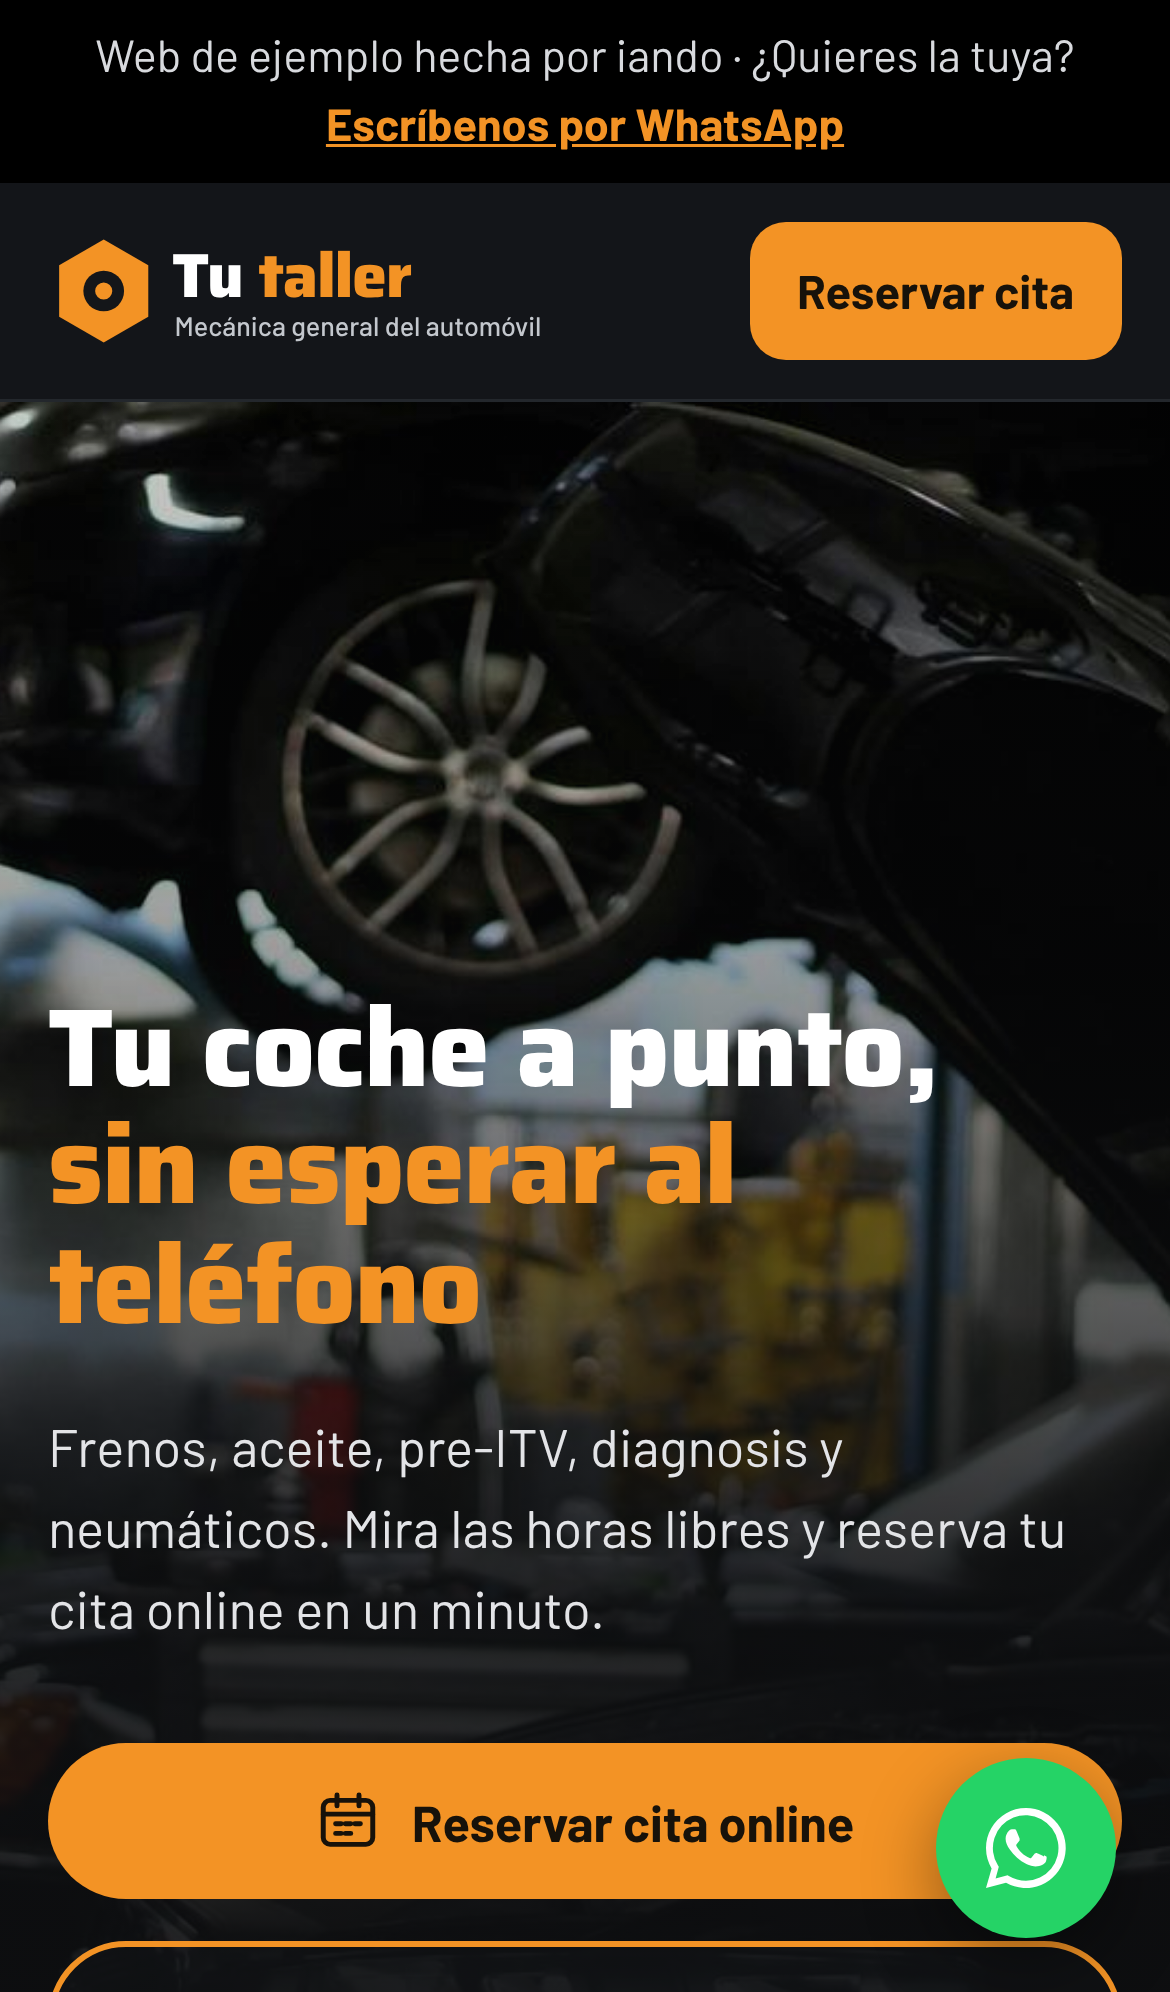 Web de ejemplo hecha por iando · ¿Quieres la tuya?
Escríbenos por WhatsApp
Tu taller
Mecánica general del automóvil
Reservar cita
Tu coche a punto,
sin esperar al
teléfono
Frenos, aceite, pre-ITV, diagnosis y
neumáticos. Mira las horas libres y reserva tu
cita online en un minuto.
Reservar cita online